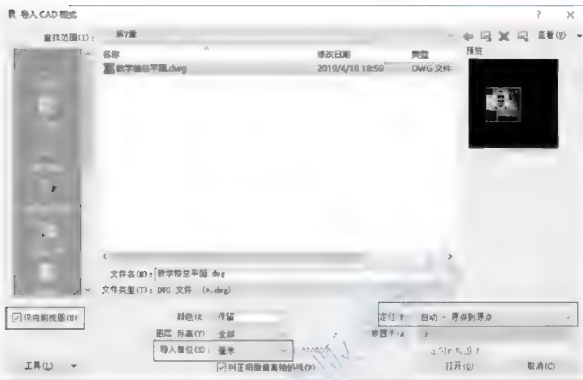 导入 CAD 格式
查找范围(I): 第7章 查看(V)
名称 修改日期 类型 预览
教学楼总平面.dwg 2019/4/18 18:59 DWG 文件
文件名(N): 教学楼总平面.dwg
文件类型(T): DWG 文件 (*.dwg)
仅当前视图(U) 颜色(R): 保留 定位 自动 - 原点到原点
图层/标高(Y) 全部 放置于(A)
导入单位(S): 毫米
纠正稍微偏离轴的线(F)
工具(L) 打开(O) 取消(C)